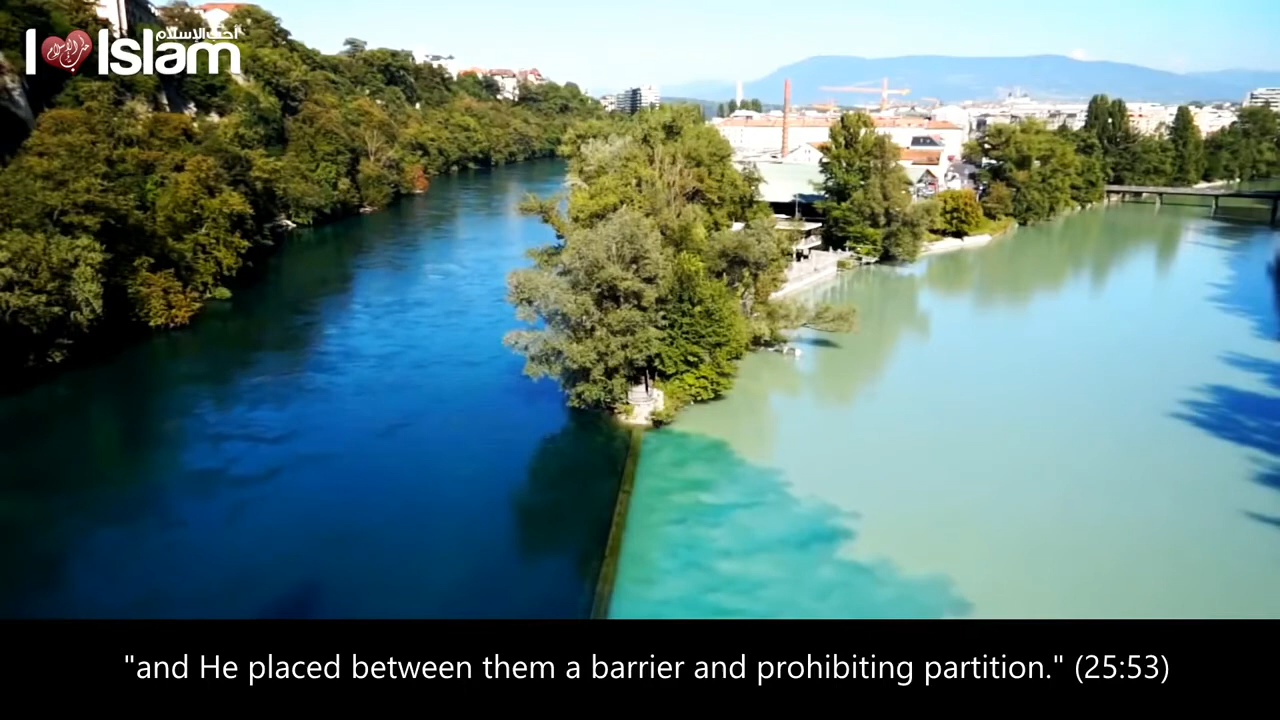 أحب الإسلام
I Islam
"and He placed between them a barrier and prohibiting partition." (25:53)